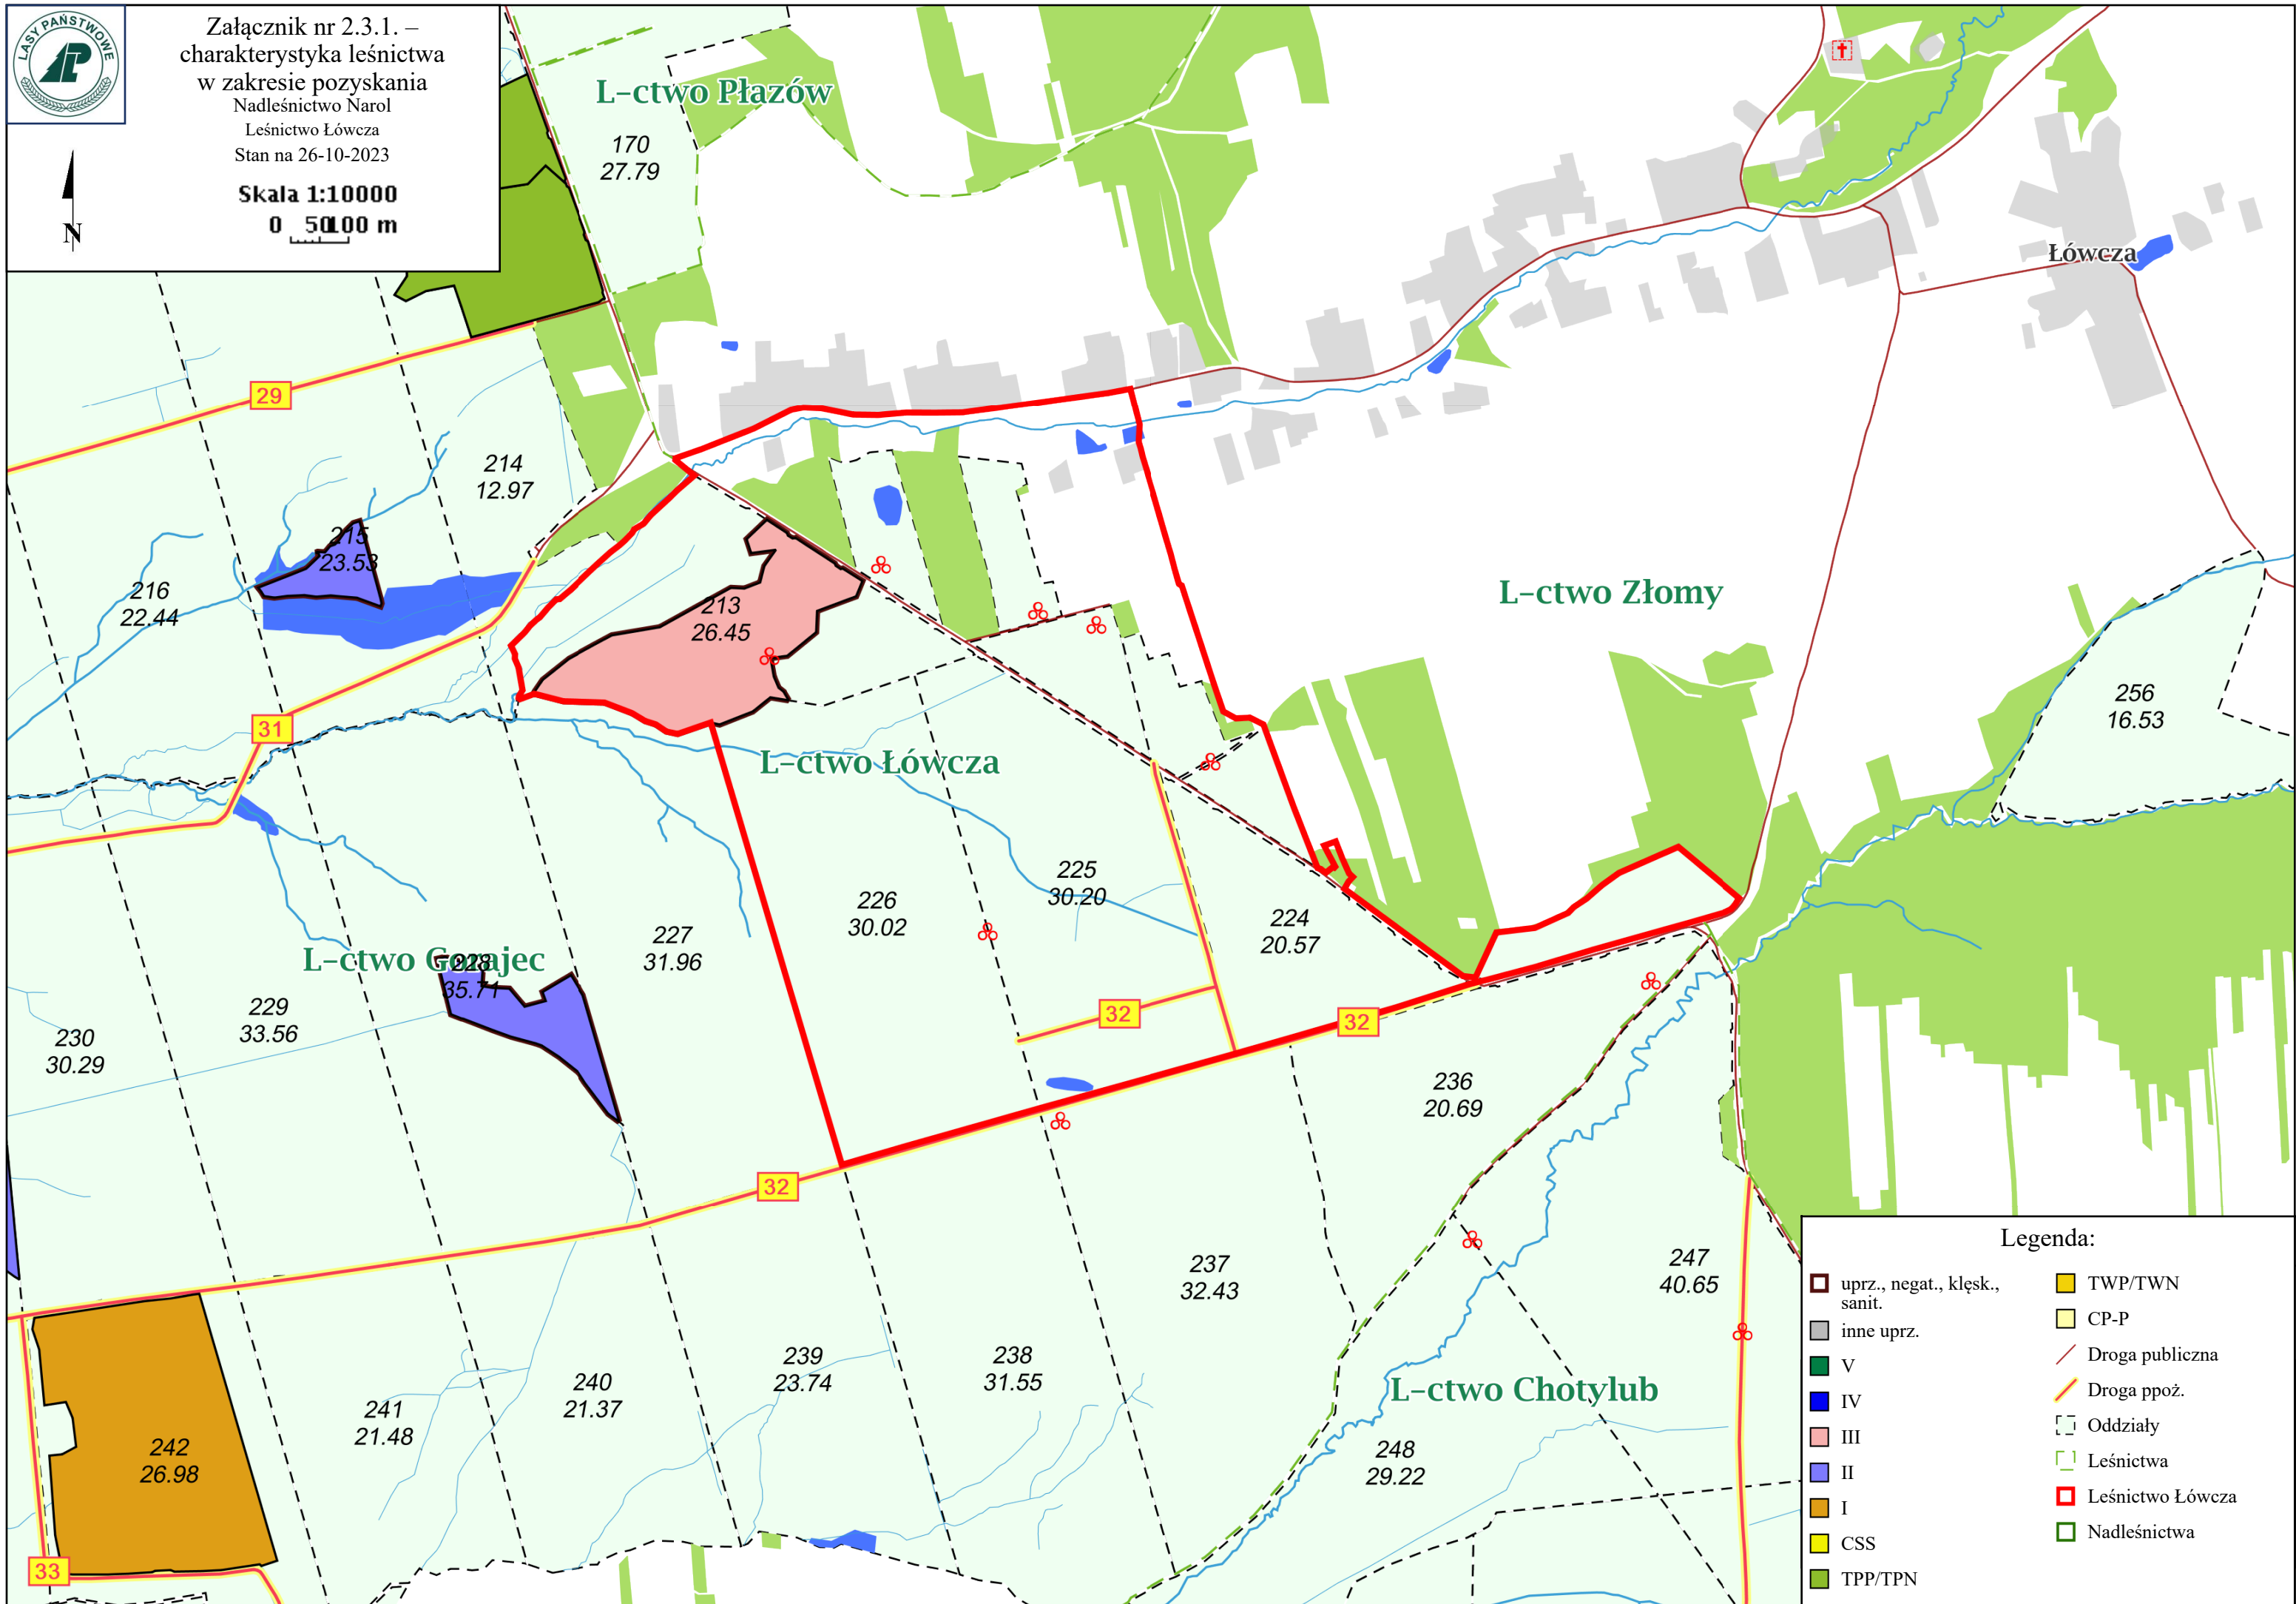 LASY PAŃSTWOWE
Załącznik nr 2.3.1. –
charakterystyka leśnictwa
w zakresie pozyskania
Nadleśnictwo Narol
Leśnictwo Łówcza
Stan na 26-10-2023
Skala 1:10000
0 50 100 m
N
L-ctwo Płazów
170
27.79
Łówcza
29
214
12.97
215
23.53
216
22.44
213
26.45
L-ctwo Złomy
256
16.53
31
L-ctwo Łówcza
225
30.20
226
30.02
224
20.57
227
31.96
L-ctwo Gorajec
228
35.71
229
33.56
230
30.29
32
32
236
20.69
32
237
32.43
247
40.65
239
23.74
238
31.55
240
21.37
241
21.48
L-ctwo Chotylub
242
26.98
248
29.22
33
Legenda:
uprz., negat., klęsk.,
sanit.
inne uprz.
V
IV
III
II
I
CSS
TPP/TPN
TWP/TWN
CP-P
Droga publiczna
Droga ppoż.
Oddziały
Leśnictwa
Leśnictwo Łówcza
Nadleśnictwa